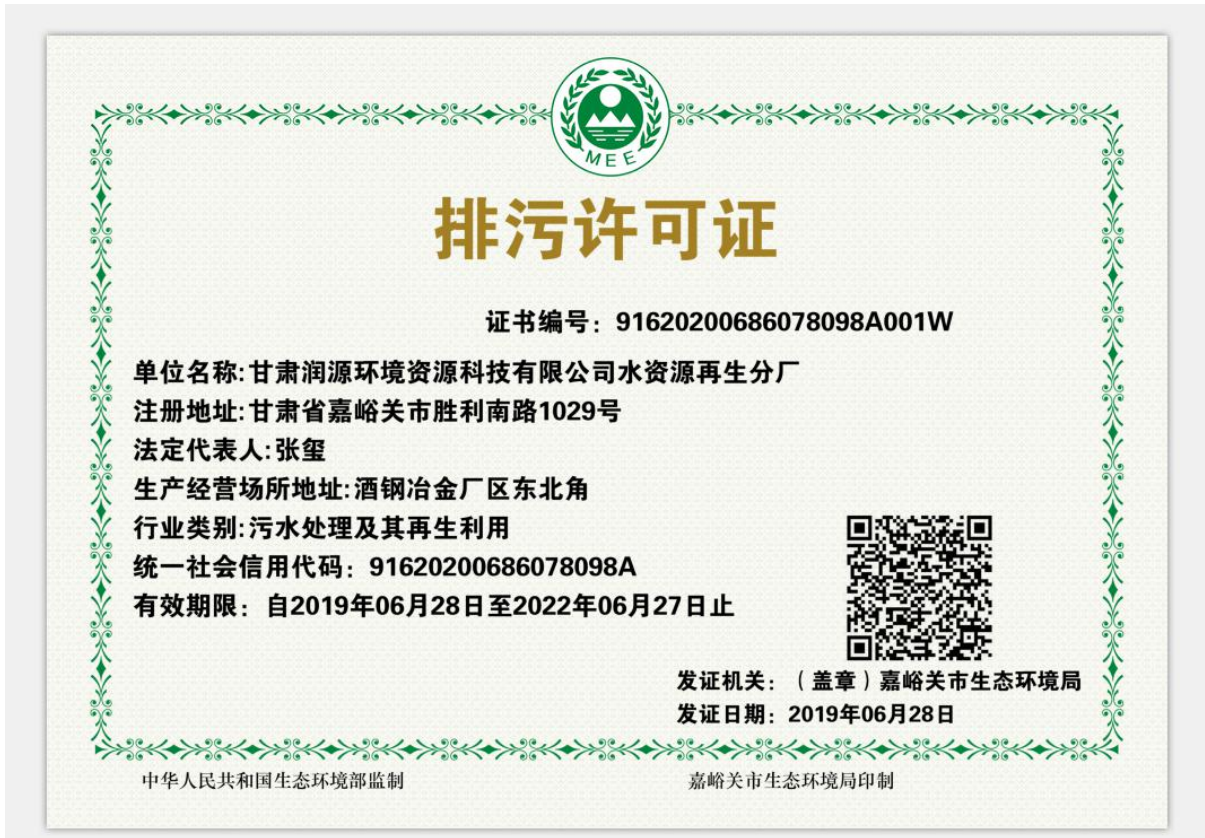 MEE
排污许可证
证书编号：91620200686078098A001W
单位名称:甘肃润源环境资源科技有限公司水资源再生分厂
注册地址:甘肃省嘉峪关市胜利南路1029号
法定代表人:张玺
生产经营场所地址:酒钢冶金厂区东北角
行业类别:污水处理及其再生利用
统一社会信用代码：91620200686078098A
有效期限：自2019年06月28日至2022年06月27日止
发证机关：（盖章）嘉峪关市生态环境局
发证日期：2019年06月28日
中华人民共和国生态环境部监制
嘉峪关市生态环境局印制